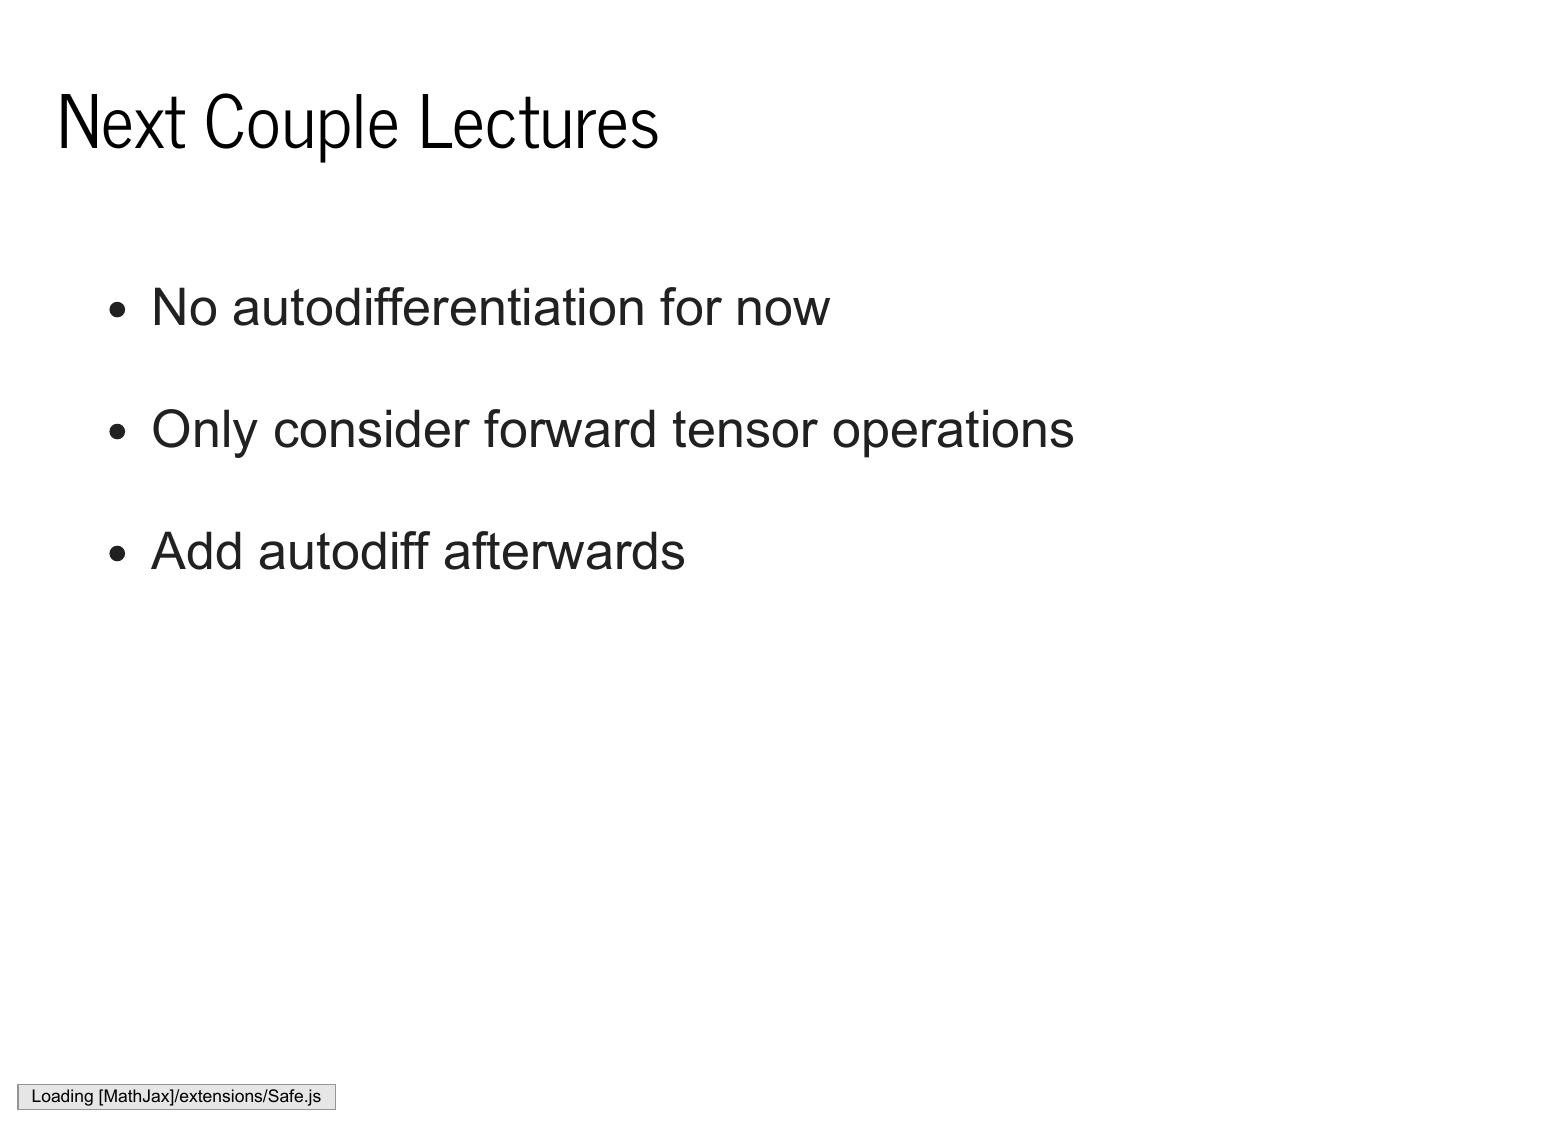 Next Couple Lectures
No autodifferentiation for now
Only consider forward tensor operations
Add autodiff afterwards
Loading [MathJax]/extensions/Safe.js